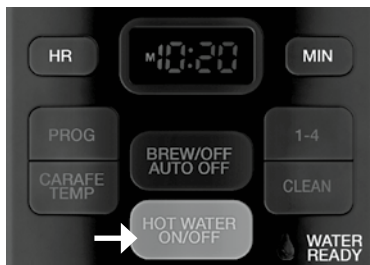 HR
M10:20
MIN
PROG
BREW/OFF
AUTO OFF
1-4
CARAFE
TEMP
CLEAN
HOT WATER
ON/OFF
WATER
READY